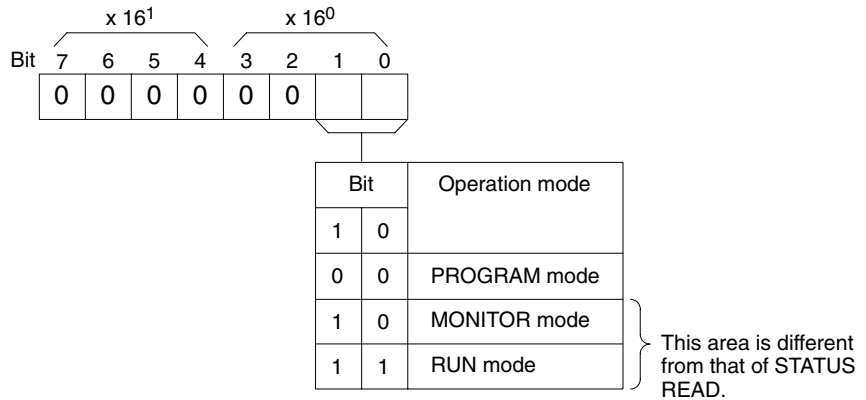 x 16¹ x 16⁰
Bit 7 6 5 4 3 2 1 0
0 0 0 0 0 0
Bit Operation mode
1 0
0 0 PROGRAM mode
1 0 MONITOR mode
1 1 RUN mode
This area is different
from that of STATUS
READ.